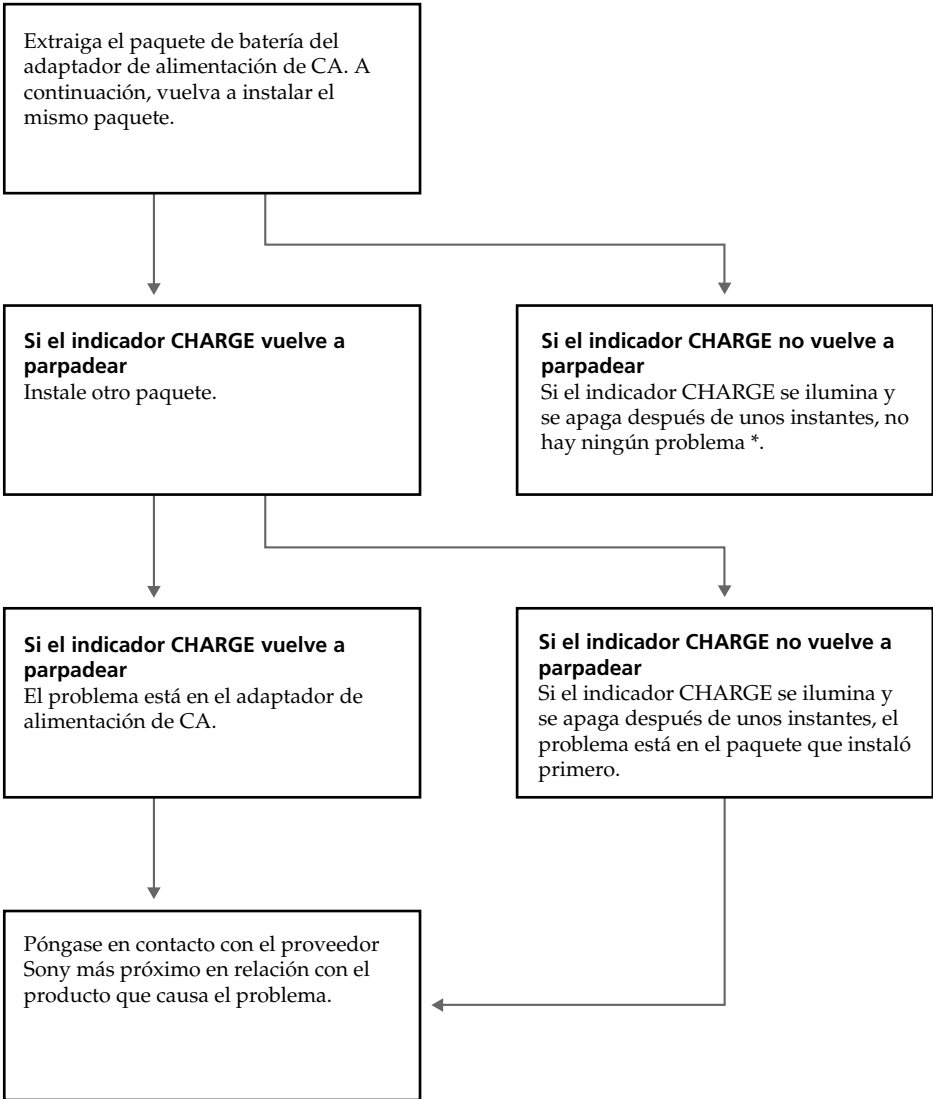 Extraiga el paquete de batería del
adaptador de alimentación de CA. A
continuación, vuelva a instalar el
mismo paquete.
Si el indicador CHARGE vuelve a
parpadear
Instale otro paquete.
Si el indicador CHARGE no vuelve a
parpadear
Si el indicador CHARGE se ilumina y
se apaga después de unos instantes, no
hay ningún problema *.
Si el indicador CHARGE vuelve a
parpadear
El problema está en el adaptador de
alimentación de CA.
Si el indicador CHARGE no vuelve a
parpadear
Si el indicador CHARGE se ilumina y
se apaga después de unos instantes, el
problema está en el paquete que instaló
primero.
Póngase en contacto con el proveedor
Sony más próximo en relación con el
producto que causa el problema.